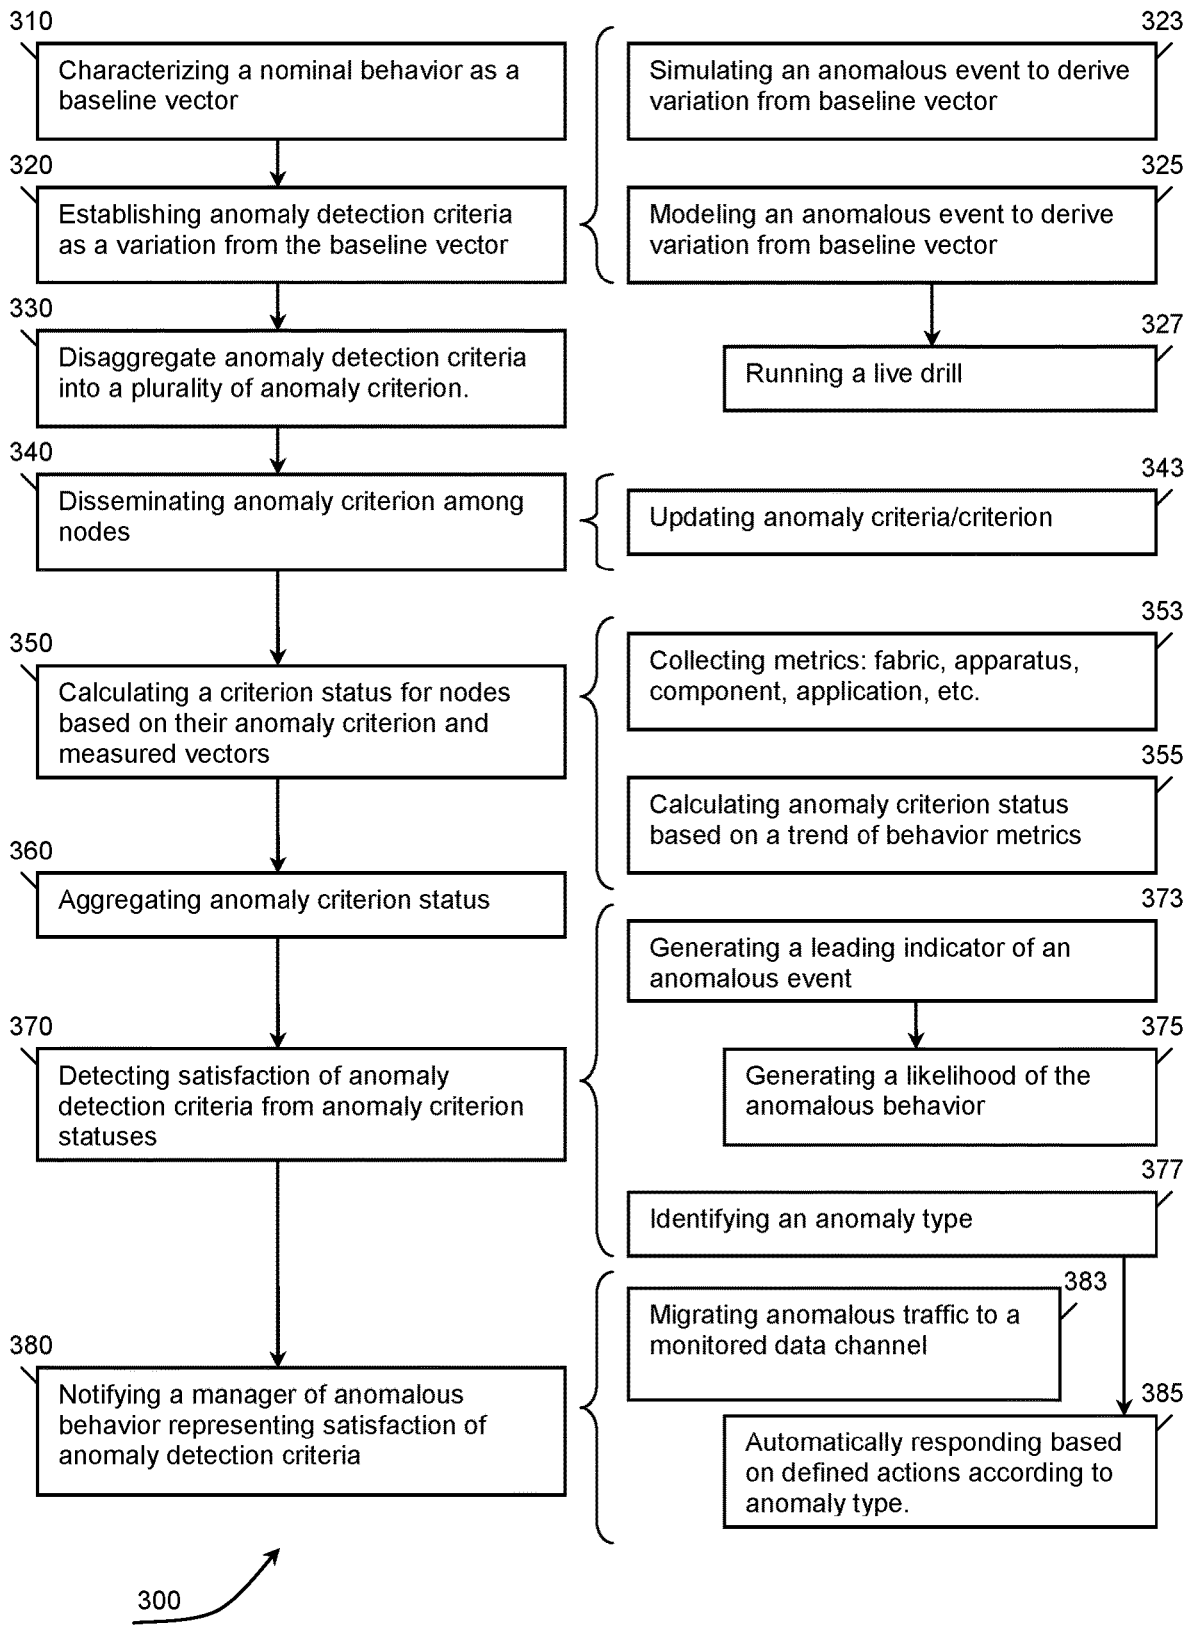 310
Characterizing a nominal behavior as a
baseline vector
320
Establishing anomaly detection criteria
as a variation from the baseline vector
323
Simulating an anomalous event to derive
variation from baseline vector
325
Modeling an anomalous event to derive
variation from baseline vector
327
Running a live drill
330
Disaggregate anomaly detection criteria
into a plurality of anomaly criterion.
340
Disseminating anomaly criterion among
nodes
343
Updating anomaly criteria/criterion
350
Calculating a criterion status for nodes
based on their anomaly criterion and
measured vectors
353
Collecting metrics: fabric, apparatus,
component, application, etc.
355
Calculating anomaly criterion status
based on a trend of behavior metrics
360
Aggregating anomaly criterion status
370
Detecting satisfaction of anomaly
detection criteria from anomaly criterion
statuses
373
Generating a leading indicator of an
anomalous event
375
Generating a likelihood of the
anomalous behavior
377
Identifying an anomaly type
380
Notifying a manager of anomalous
behavior representing satisfaction of
anomaly detection criteria
383
Migrating anomalous traffic to a
monitored data channel
385
Automatically responding based
on defined actions according to
anomaly type.
300